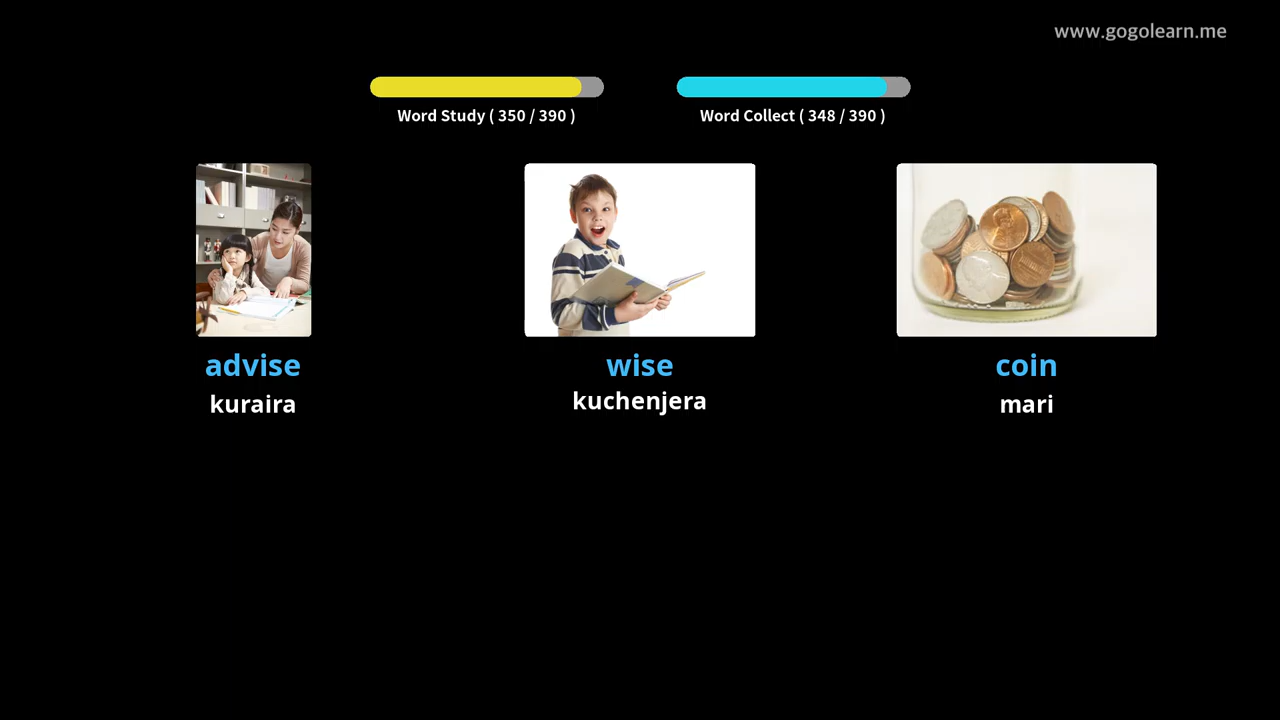 www.gogolearn.me
Word Study ( 350 / 390 )
Word Collect ( 348 / 390 )
advise
kuraira
wise
kuchenjera
coin
mari